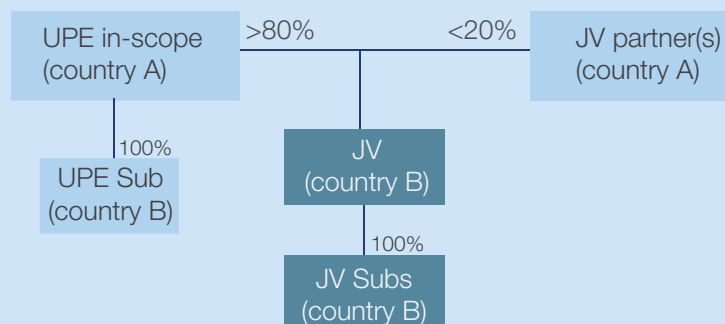 UPE in-scope
(country A)
>80%
<20%
JV partner(s)
(country A)
100%
UPE Sub
(country B)
JV
(country B)
100%
JV Subs
(country B)